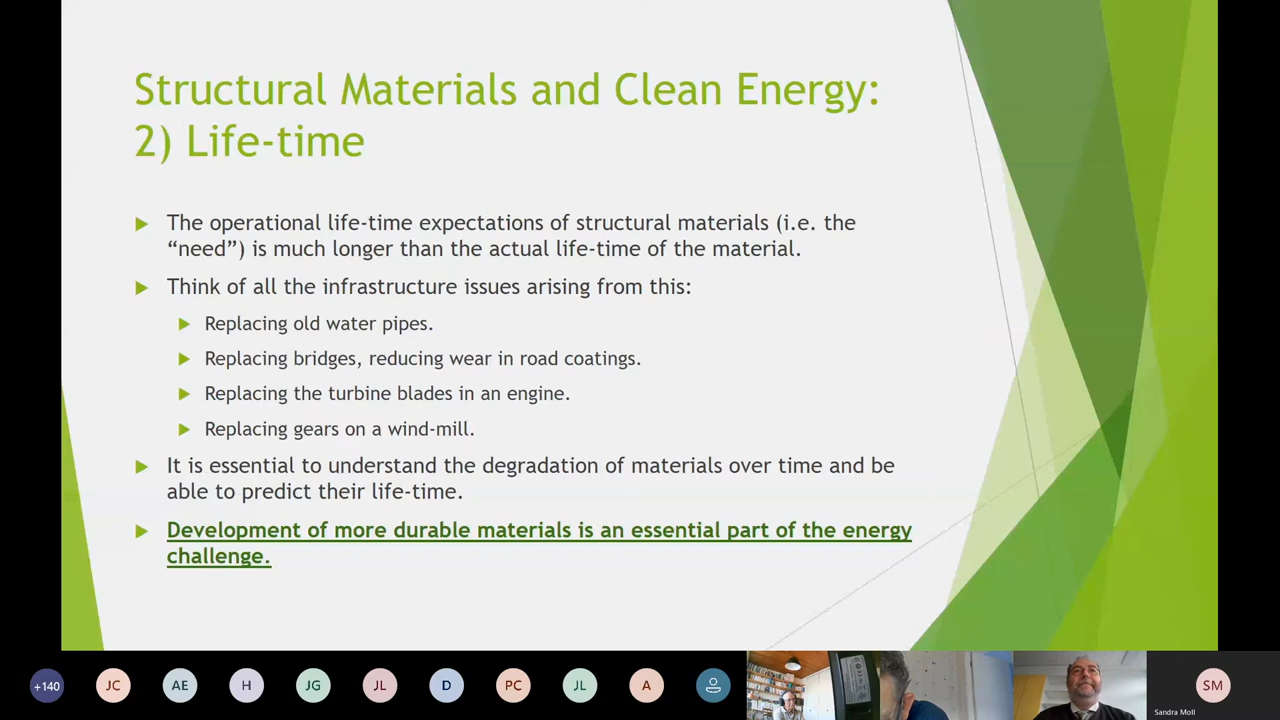 Structural Materials and Clean Energy:
2) Life-time
The operational life-time expectations of structural materials (i.e. the
“need”) is much longer than the actual life-time of the material.
Think of all the infrastructure issues arising from this:
Replacing old water pipes.
Replacing bridges, reducing wear in road coatings.
Replacing the turbine blades in an engine.
Replacing gears on a wind-mill.
It is essential to understand the degradation of materials over time and be
able to predict their life-time.
Development of more durable materials is an essential part of the energy
challenge.
+140 JC AE H JG JL D PC JL A SM
Sandra Moll